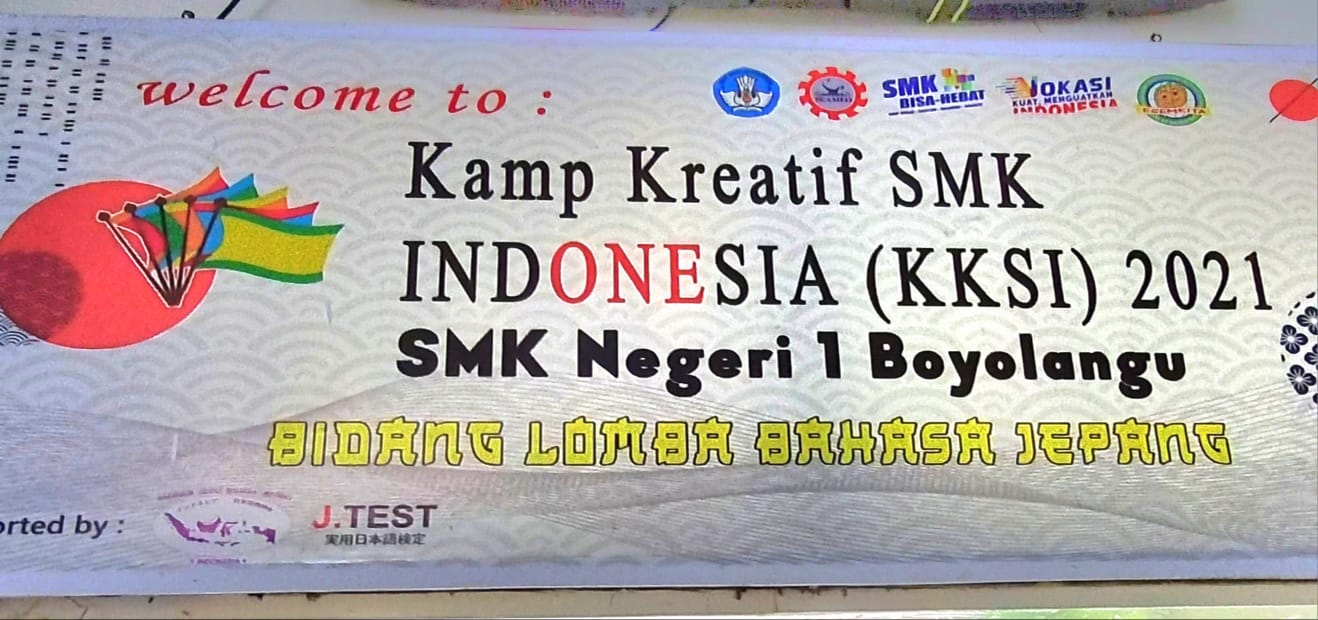 welcome to :
SMK
BISA-HEBAT
VOKASI
KUAT, MENGUATKAN
INDONESIA
Kamp Kreatif SMK
INDONESIA (KKSI) 2021
SMK Negeri 1 Boyolangu
BIDANG LOMBA BAHASA JEPANG
orted by :
J.TEST
実用日本語検定